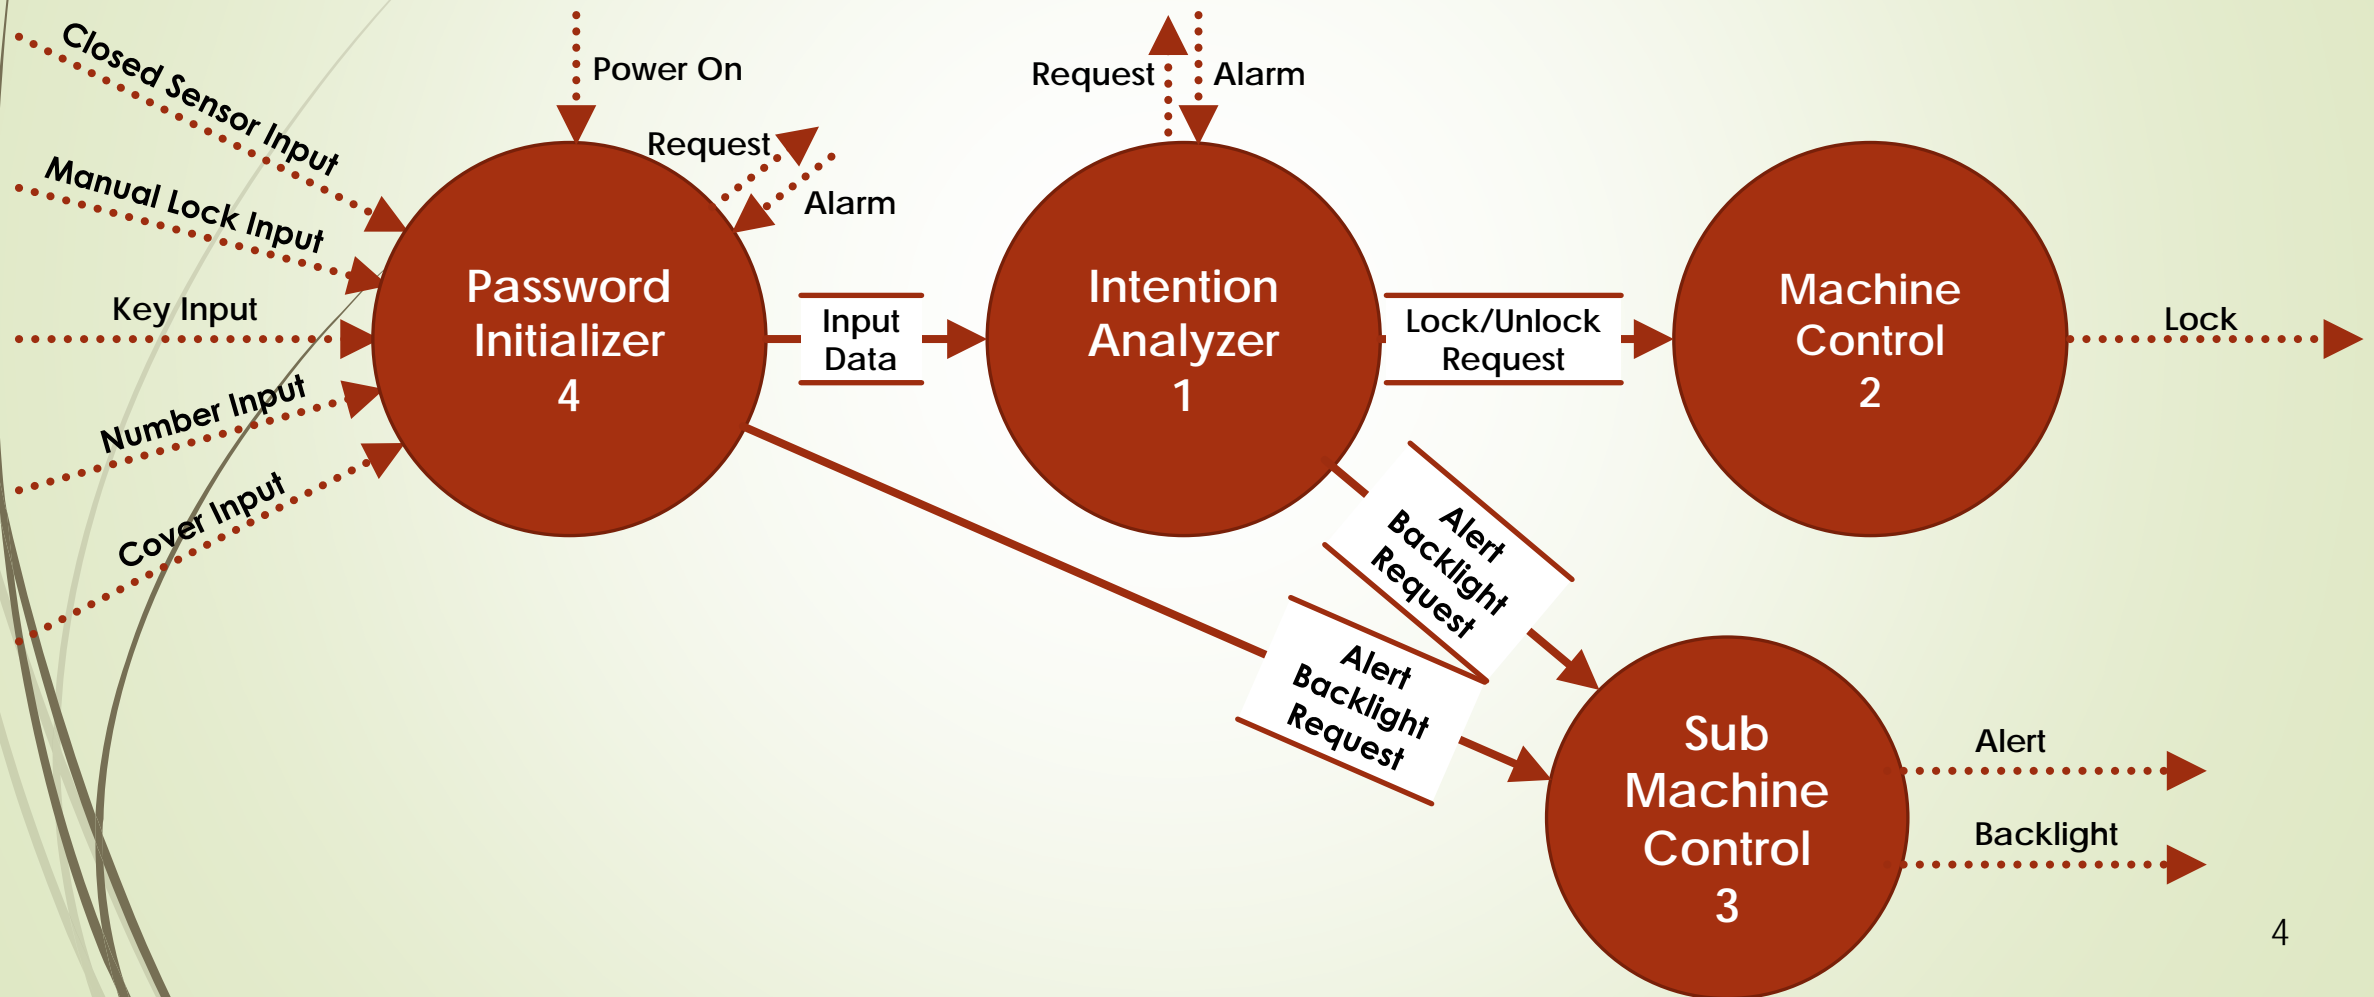 Closed Sensor Input
Manual Lock Input
Key Input
Number Input
Cover Input
Power On
Request
Alarm
Password
Initializer
4
Input
Data
Request
Alarm
Intention
Analyzer
1
Lock/Unlock
Request
Machine
Control
2
Lock
Alert
Backlight
Request
Alert
Backlight
Request
Sub
Machine
Control
3
Alert
Backlight
4